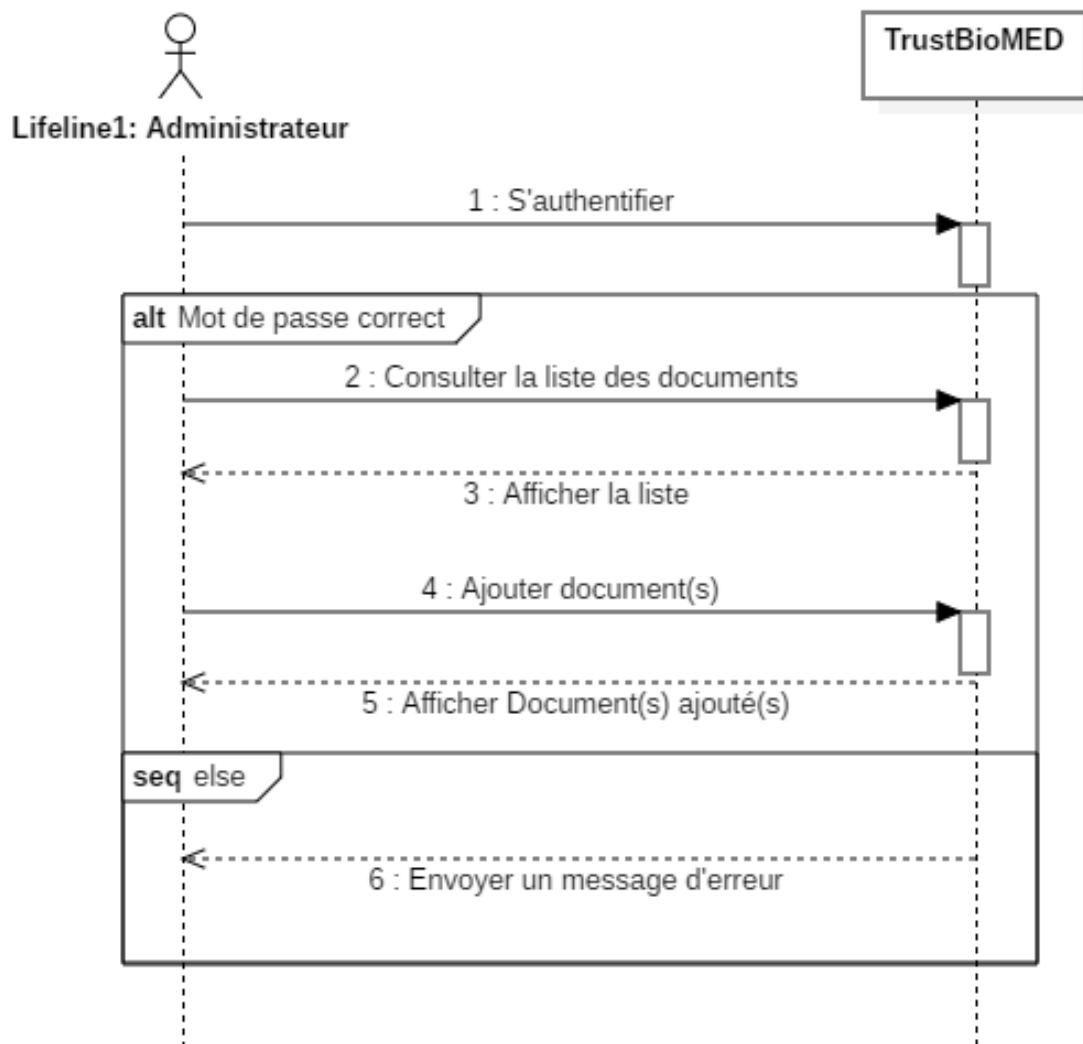 TrustBioMED
Lifeline1: Administrateur
1 : S'authentifier
alt Mot de passe correct
2 : Consulter la liste des documents
3 : Afficher la liste
4 : Ajouter document(s)
5 : Afficher Document(s) ajouté(s)
seq else
6 : Envoyer un message d'erreur